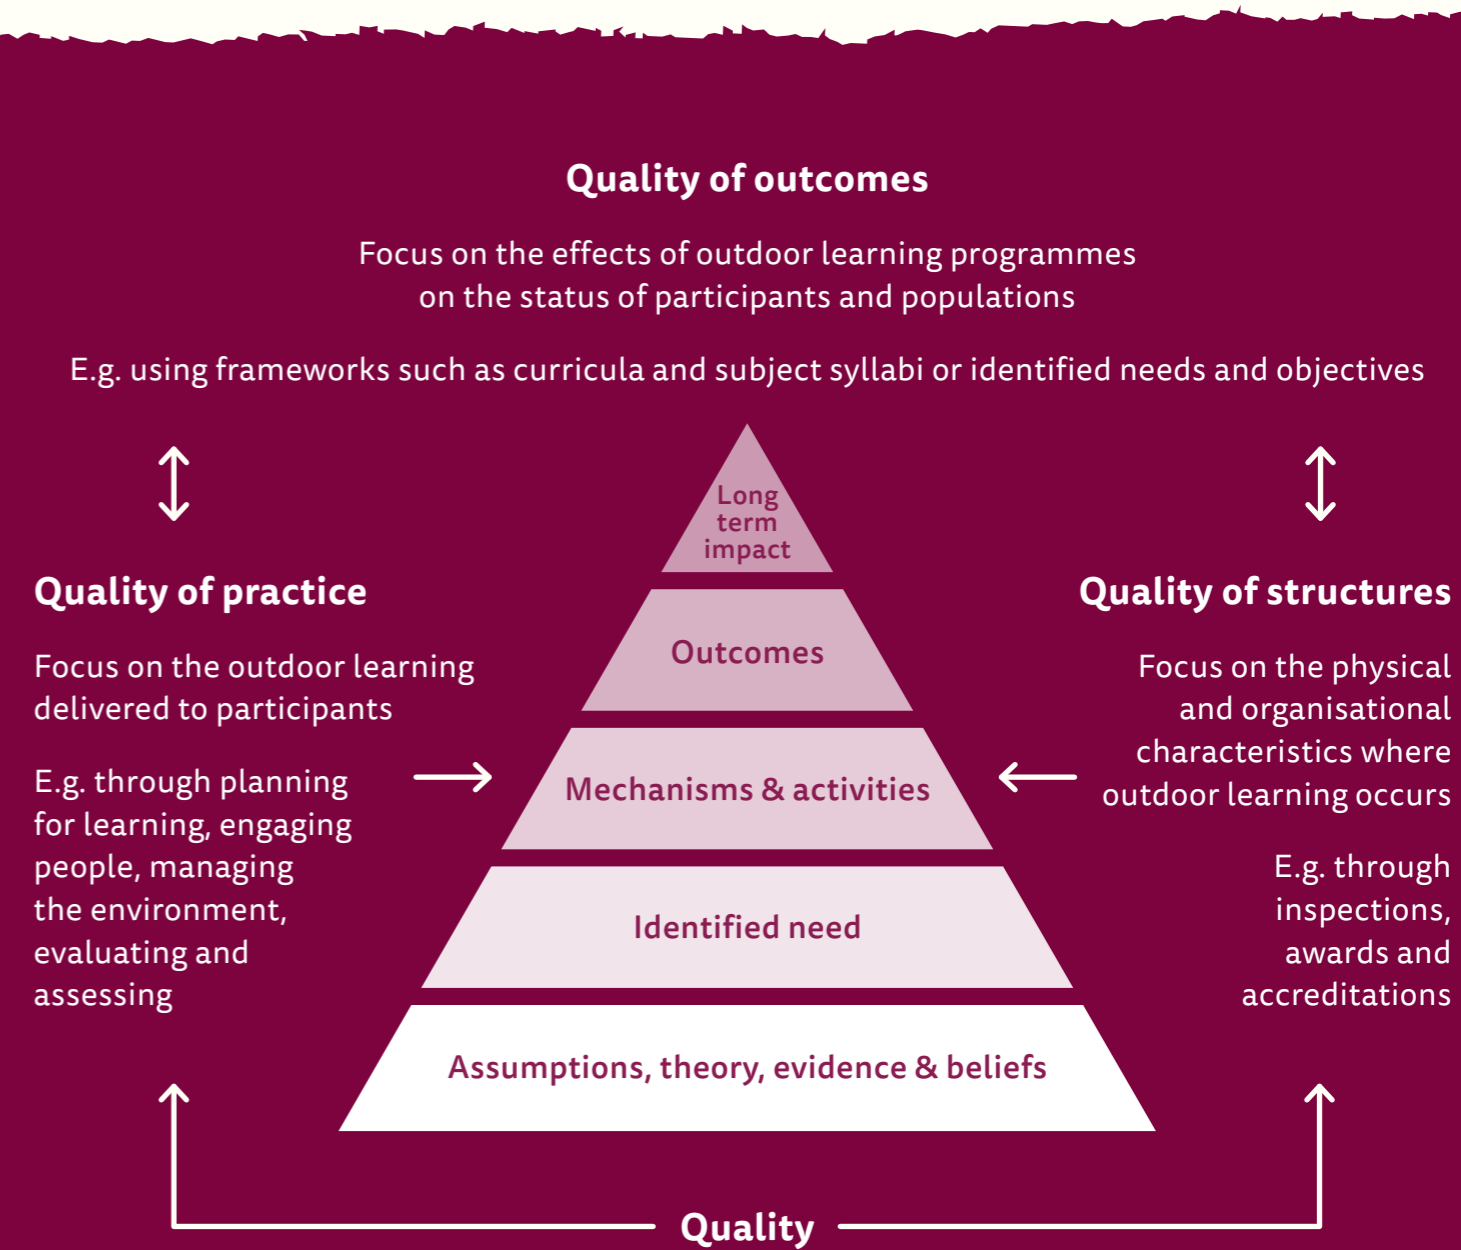 Quality of outcomes
Focus on the effects of outdoor learning programmes
on the status of participants and populations
E.g. using frameworks such as curricula and subject syllabi or identified needs and objectives
Long
term
impact
Outcomes
Mechanisms & activities
Identified need
Assumptions, theory, evidence & beliefs
Quality of practice
Focus on the outdoor learning
delivered to participants
E.g. through planning
for learning, engaging
people, managing
the environment,
evaluating and
assessing
Quality of structures
Focus on the physical
and organisational
characteristics where
outdoor learning occurs
E.g. through
inspections,
awards and
accreditations
Quality